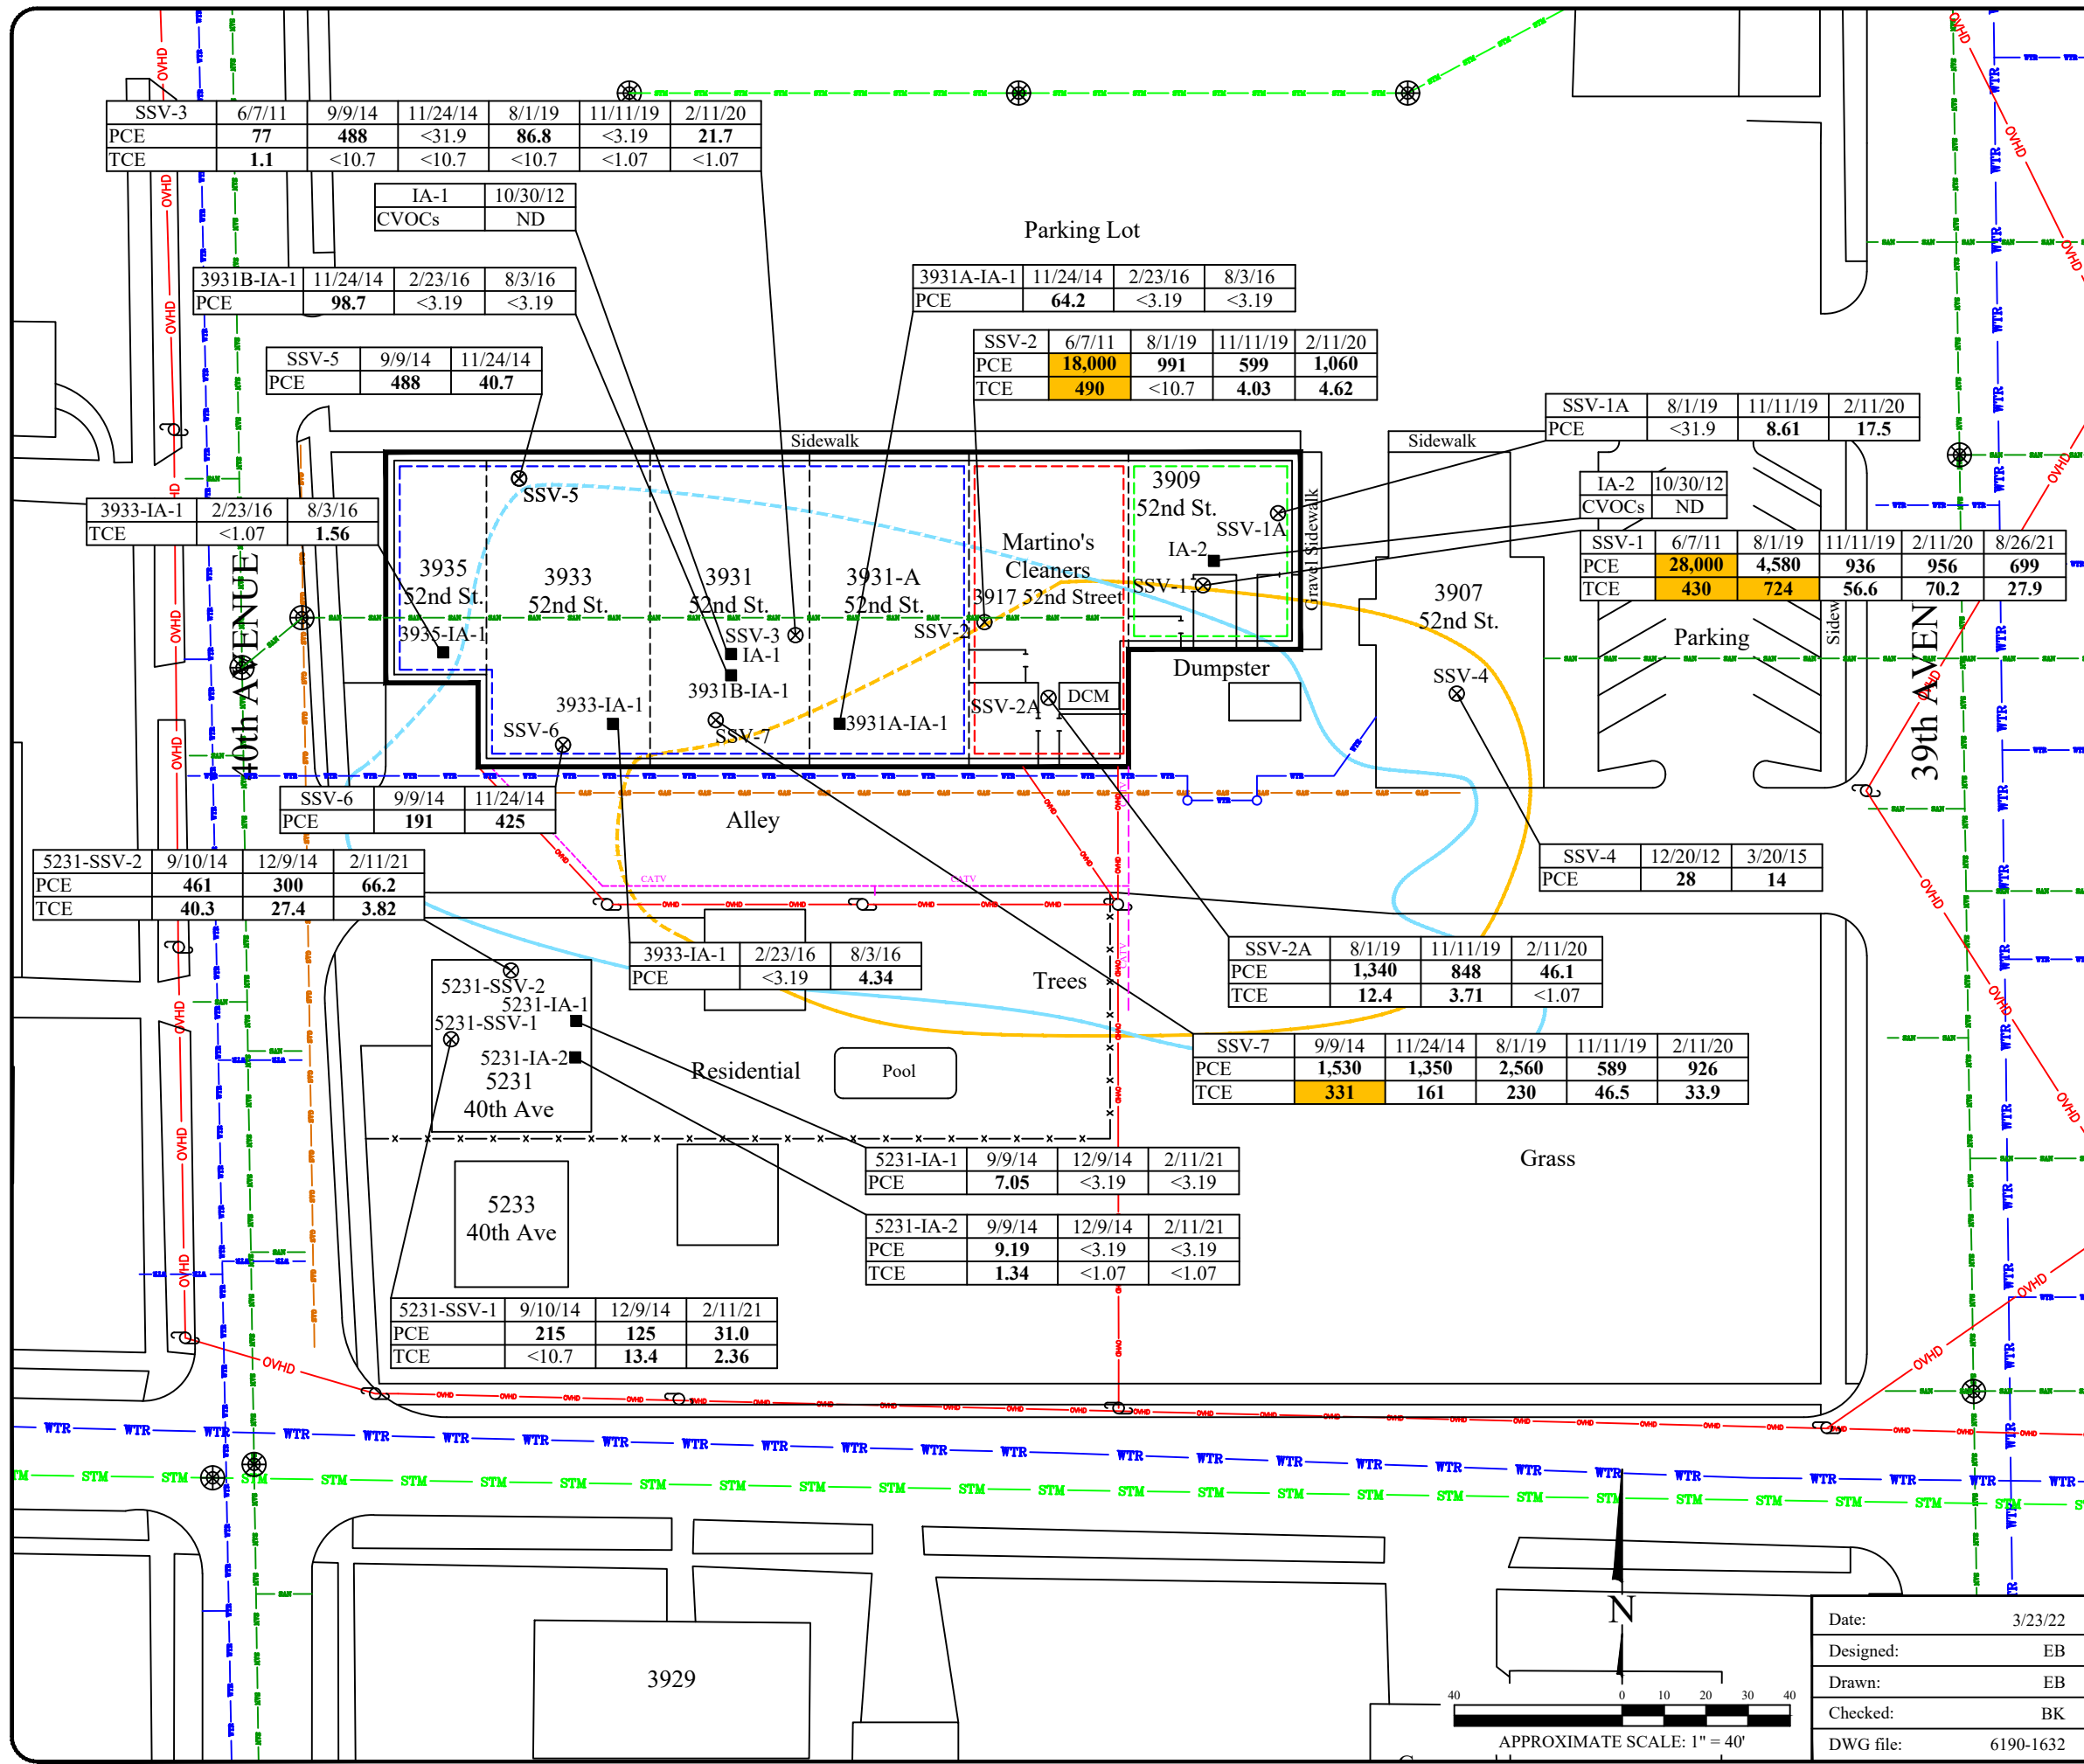 SSV-3 6/7/11 9/9/14 11/24/14 8/1/19 11/11/19 2/11/20
PCE 77 488 <31.9 86.8 <3.19 21.7
TCE 1.1 <10.7 <10.7 <10.7 <1.07 <1.07
IA-1 10/30/12
CVOCs ND
Parking Lot
3931B-IA-1 11/24/14 2/23/16 8/3/16
PCE 98.7 <3.19 <3.19
3931A-IA-1 11/24/14 2/23/16 8/3/16
PCE 64.2 <3.19 <3.19
SSV-2 6/7/11 8/1/19 11/11/19 2/11/20
PCE 18,000 991 599 1,060
TCE 490 <10.7 4.03 4.62
SSV-5 9/9/14 11/24/14
PCE 488 40.7
SSV-1A 8/1/19 11/11/19 2/11/20
PCE <31.9 8.61 17.5
Sidewalk
Sidewalk
IA-2 10/30/12
CVOCs ND
SSV-1 6/7/11 8/1/19 11/11/19 2/11/20 8/26/21
PCE 28,000 4,580 936 956 699
TCE 430 724 56.6 70.2 27.9
3933-IA-1 2/23/16 8/3/16
TCE <1.07 1.56
SSV-5
3909
52nd St.
SSV-1A
IA-2
SSV-1
Gravel Sidewalk
Martino's
Cleaners
3917 52nd Street
3935
52nd St.
3933
52nd St.
3931
52nd St.
3931-A
52nd St.
3907
52nd St.
Parking
Sidew
40th AVENUE
39th AVEN
3935-IA-1
SSV-3
IA-1
3931B-IA-1
SSV-2
Dumpster
SSV-4
3933-IA-1
SSV-6
SSV-7
3931A-IA-1
SSV-2A
DCM
SSV-6 9/9/14 11/24/14
PCE 191 425
Alley
5231-SSV-2 9/10/14 12/9/14 2/11/21
PCE 461 300 66.2
TCE 40.3 27.4 3.82
SSV-4 12/20/12 3/20/15
PCE 28 14
3933-IA-1 2/23/16 8/3/16
PCE <3.19 4.34
SSV-2A 8/1/19 11/11/19 2/11/20
PCE 1,340 848 46.1
TCE 12.4 3.71 <1.07
Trees
5231-SSV-2
5231-IA-1
5231-SSV-1
5231-IA-2
5231
40th Ave
Residential
Pool
SSV-7 9/9/14 11/24/14 8/1/19 11/11/19 2/11/20
PCE 1,530 1,350 2,560 589 926
TCE 331 161 230 46.5 33.9
Grass
5231-IA-1 9/9/14 12/9/14 2/11/21
PCE 7.05 <3.19 <3.19
5233
40th Ave
5231-IA-2 9/9/14 12/9/14 2/11/21
PCE 9.19 <3.19 <3.19
TCE 1.34 <1.07 <1.07
5231-SSV-1 9/10/14 12/9/14 2/11/21
PCE 215 125 31.0
TCE <10.7 13.4 2.36
OVHD
WTR
STM
SAN
GAS
CATV
3929
N
40 0 10 20 30 40
APPROXIMATE SCALE: 1" = 40'
Date: 3/23/22
Designed: EB
Drawn: EB
Checked: BK
DWG file: 6190-1632